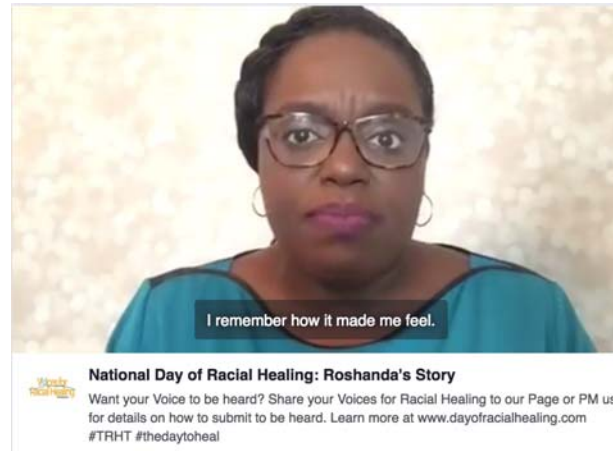 I remember how it made me feel.
National Day of Racial Healing: Roshanda's Story
Want your Voice to be heard? Share your Voices for Racial Healing to our Page or PM us
for details on how to submit to be heard. Learn more at www.dayofracialhealing.com
#TRHT #thedaytoheal